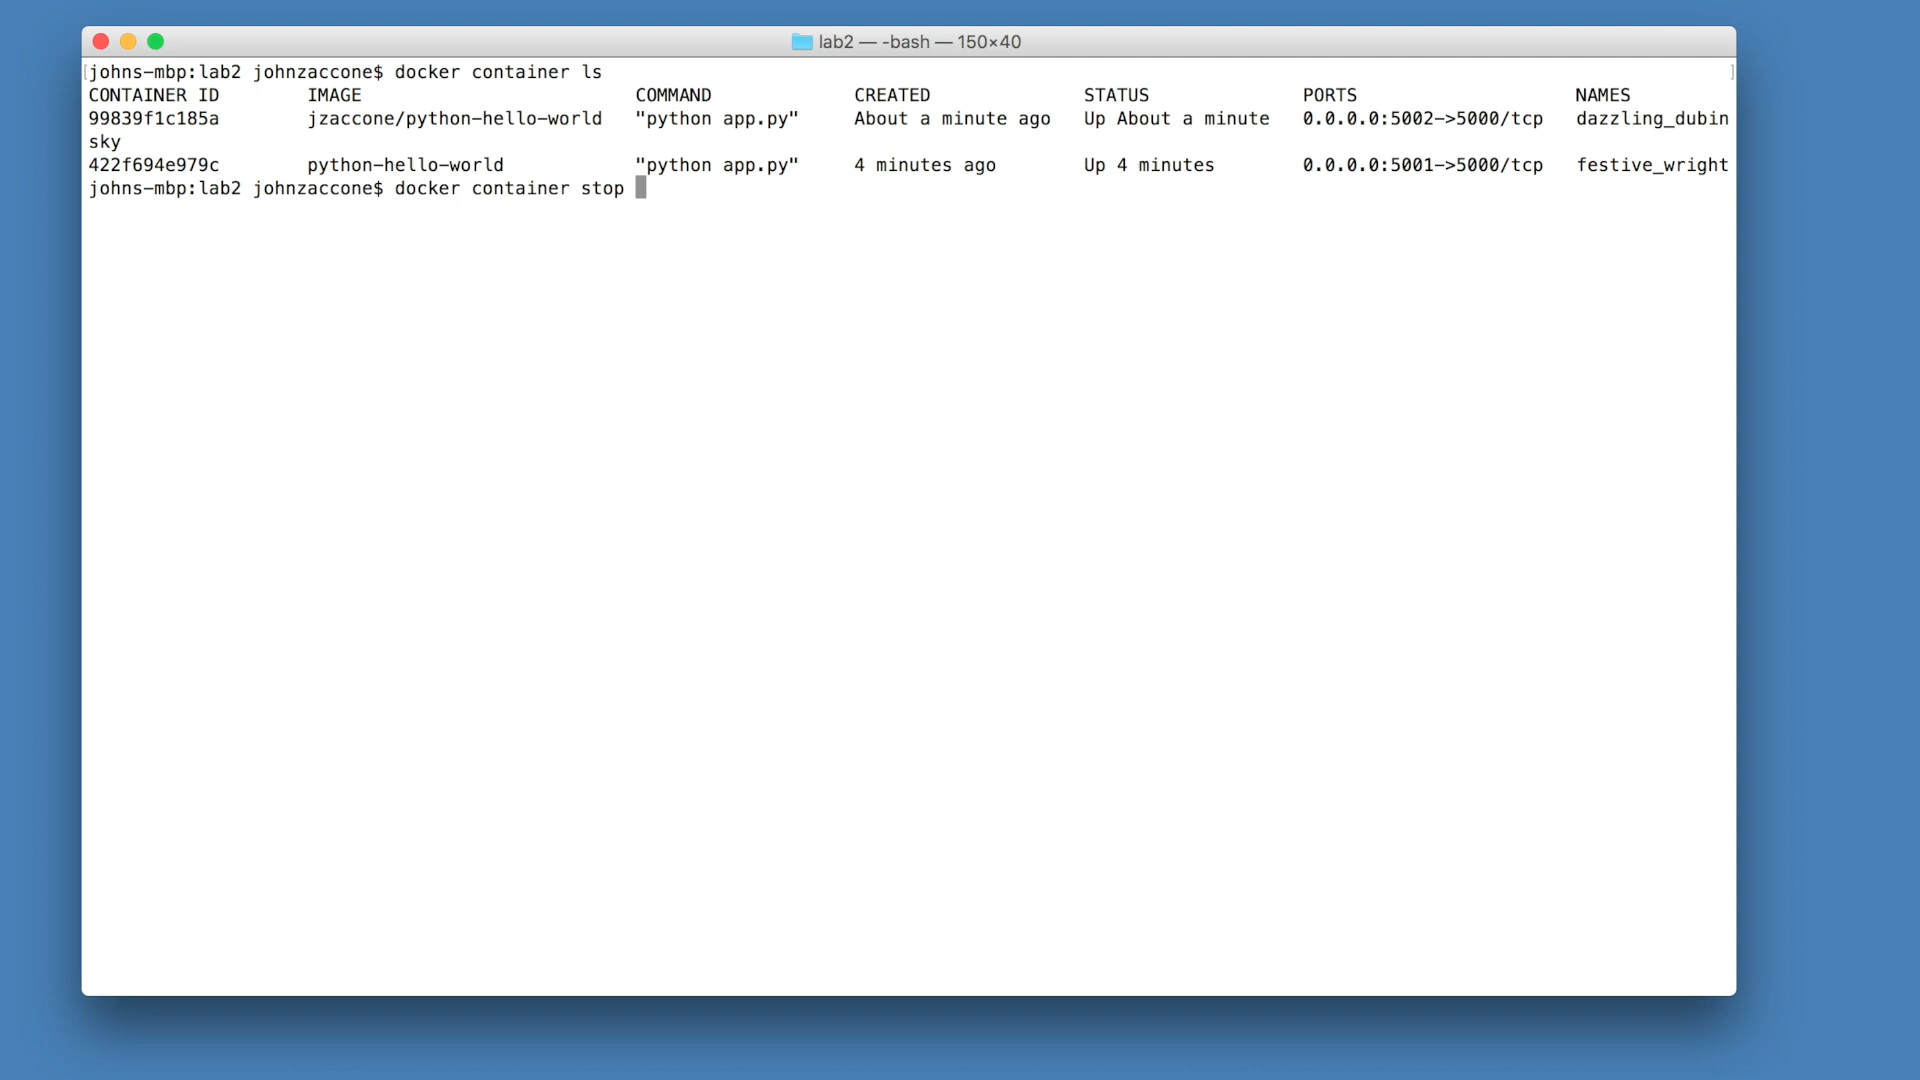 lab2 — -bash — 150×40
johns-mbp:lab2 johnzaccone$ docker container ls
CONTAINER ID        IMAGE                         COMMAND             CREATED              STATUS              PORTS                    NAMES
99839f1c185a        jzaccone/python-hello-world   "python app.py"     About a minute ago   Up About a minute   0.0.0.0:5002->5000/tcp   dazzling_dubin
sky
422f694e979c        python-hello-world            "python app.py"     4 minutes ago        Up 4 minutes        0.0.0.0:5001->5000/tcp   festive_wright
johns-mbp:lab2 johnzaccone$ docker container stop